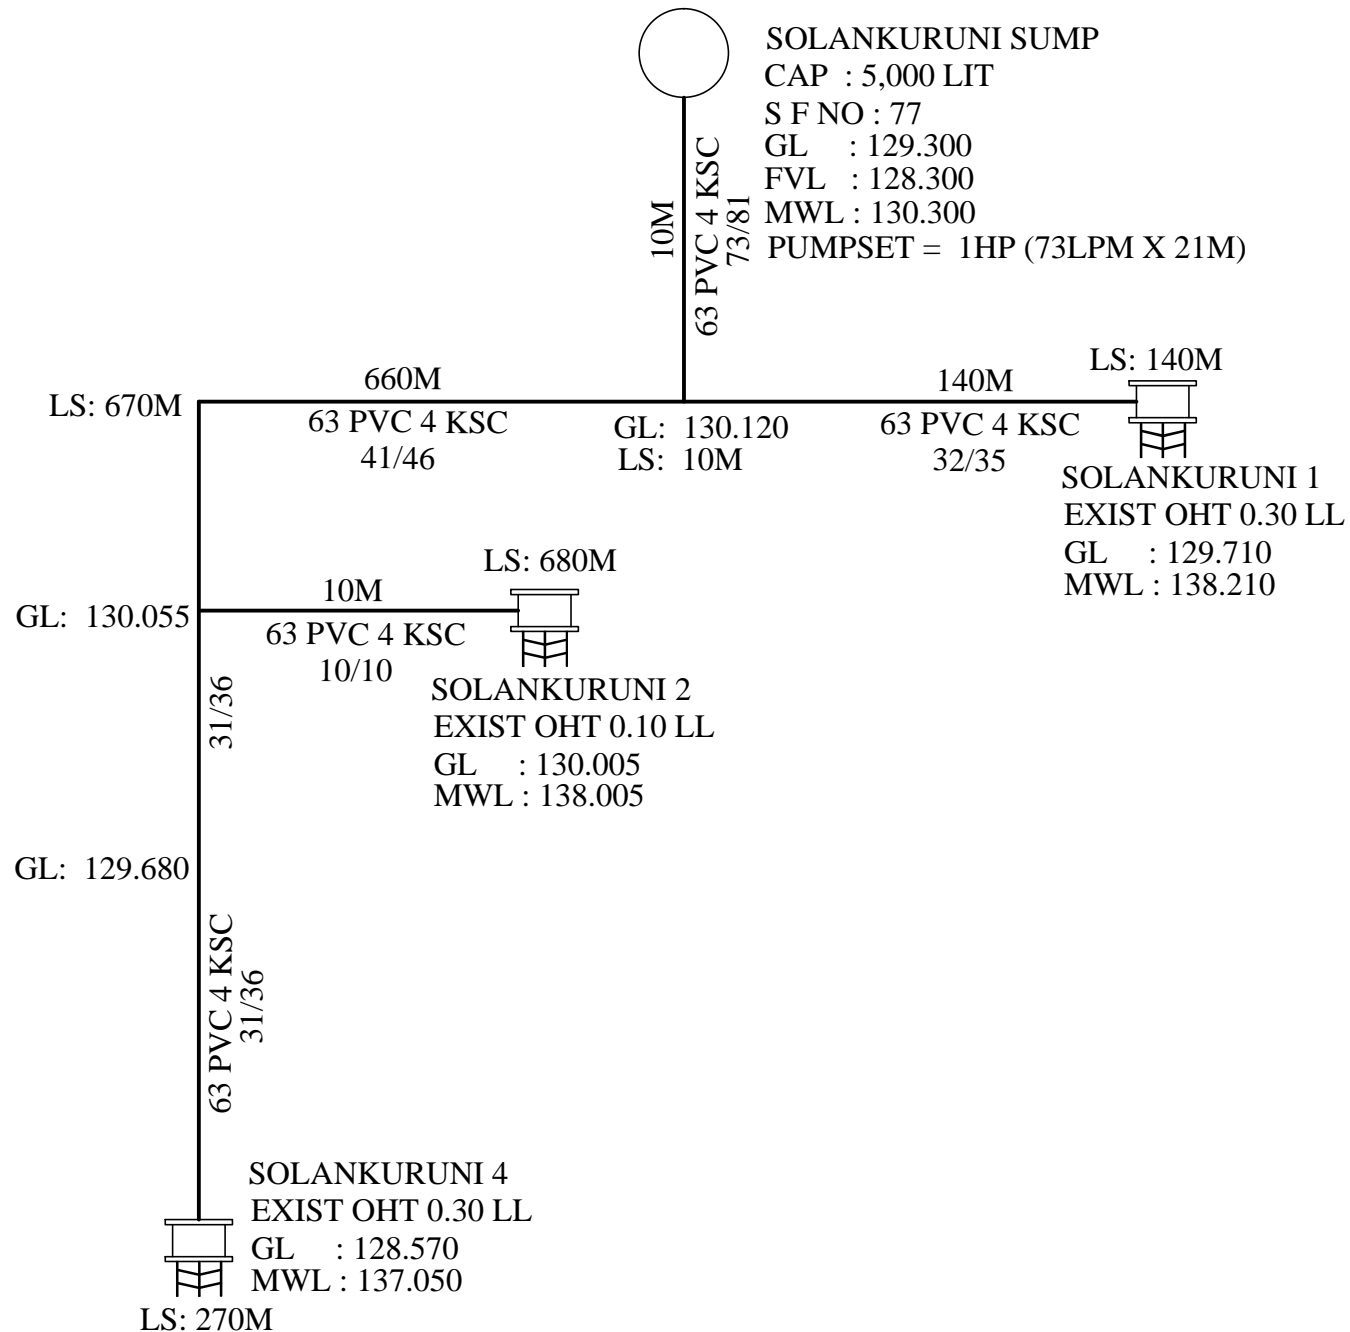 SOLANKURUNI SUMP
CAP : 5,000 LIT
S F NO : 77
GL : 129.300
FVL : 128.300
MWL : 130.300
PUMPSET = 1HP (73LPM X 21M)
10M
63 PVC 4 KSC
73/81
LS: 670M
660M
63 PVC 4 KSC
41/46
GL: 130.120
LS: 10M
140M
63 PVC 4 KSC
32/35
LS: 140M
SOLANKURUNI 1
EXIST OHT 0.30 LL
GL : 129.710
MWL : 138.210
GL: 130.055
10M
63 PVC 4 KSC
10/10
LS: 680M
SOLANKURUNI 2
EXIST OHT 0.10 LL
GL : 130.005
MWL : 138.005
31/36
GL: 129.680
63 PVC 4 KSC
31/36
SOLANKURUNI 4
EXIST OHT 0.30 LL
GL : 128.570
MWL : 137.050
LS: 270M